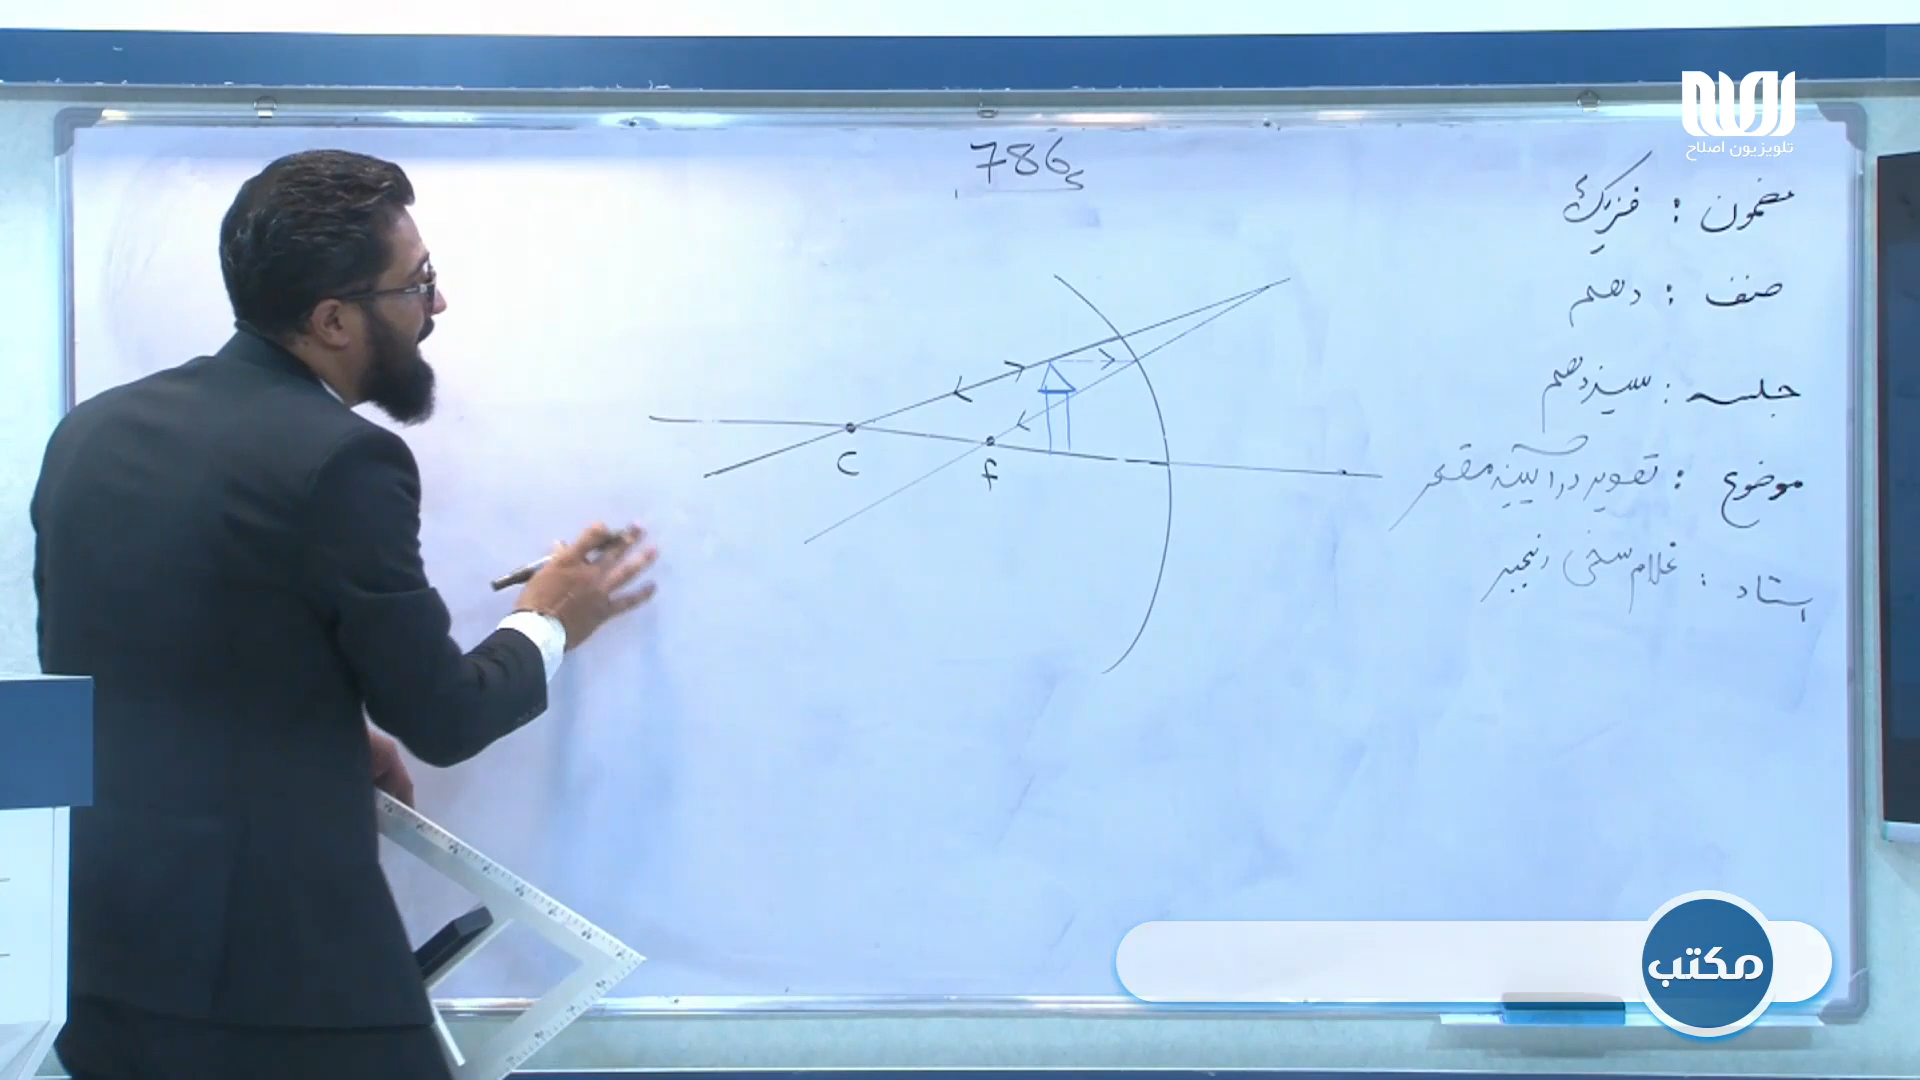 تلویزیون اصلاح
786
مضمون : فزیک
صنف : دهم
جلسه : سیزدهم
موضوع : تصویر در آیینه مقعر
استاد : غلام سخی رنجبر
c
f
مکتب